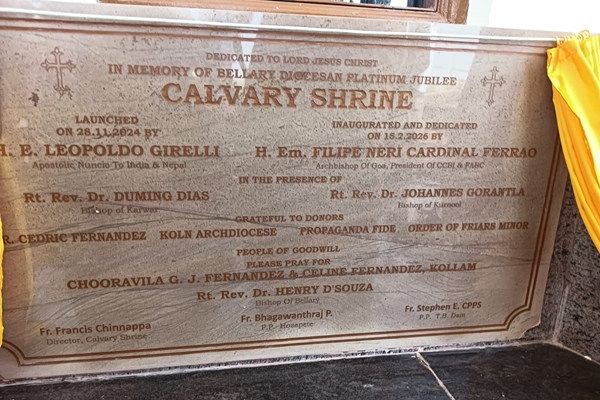 DEDICATED TO LORD JESUS CHRIST
IN MEMORY OF BELLARY DIOCESAN PLATINUM JUBILEE
CALVARY SHRINE
LAUNCHED
ON 28.11.2024 BY
H. E. LEOPOLDO GIRELLI
Apostolic Nuncio To India & Nepal
INAUGURATED AND DEDICATED
ON 15.2.2026 BY
H. Em. FILIPE NERI CARDINAL FERRAO
Archbishop Of Goa, President Of CCBI & FABC
IN THE PRESENCE OF
Rt. Rev. Dr. DUMING DIAS
Bishop of Karwar
Rt. Rev. Dr. JOHANNES GORANTLA
Bishop of Kurnool
GRATEFUL TO DONORS
R. CEDRIC FERNANDEZ KOLN ARCHDIOCESE PROPAGANDA FIDE ORDER OF FRIARS MINOR
PEOPLE OF GOODWILL
PLEASE PRAY FOR
CHOORAVILA G. J. FERNANDEZ & CELINE FERNANDEZ, KOLLAM
Rt. Rev. Dr. HENRY D'SOUZA
Bishop Of Bellary
Fr. Francis Chinnappa
Director, Calvary Shrine
Fr. Bhagawanthraj P.
P.P. Hosapete
Fr. Stephen E. CPPS
P.P. T.B. Dam